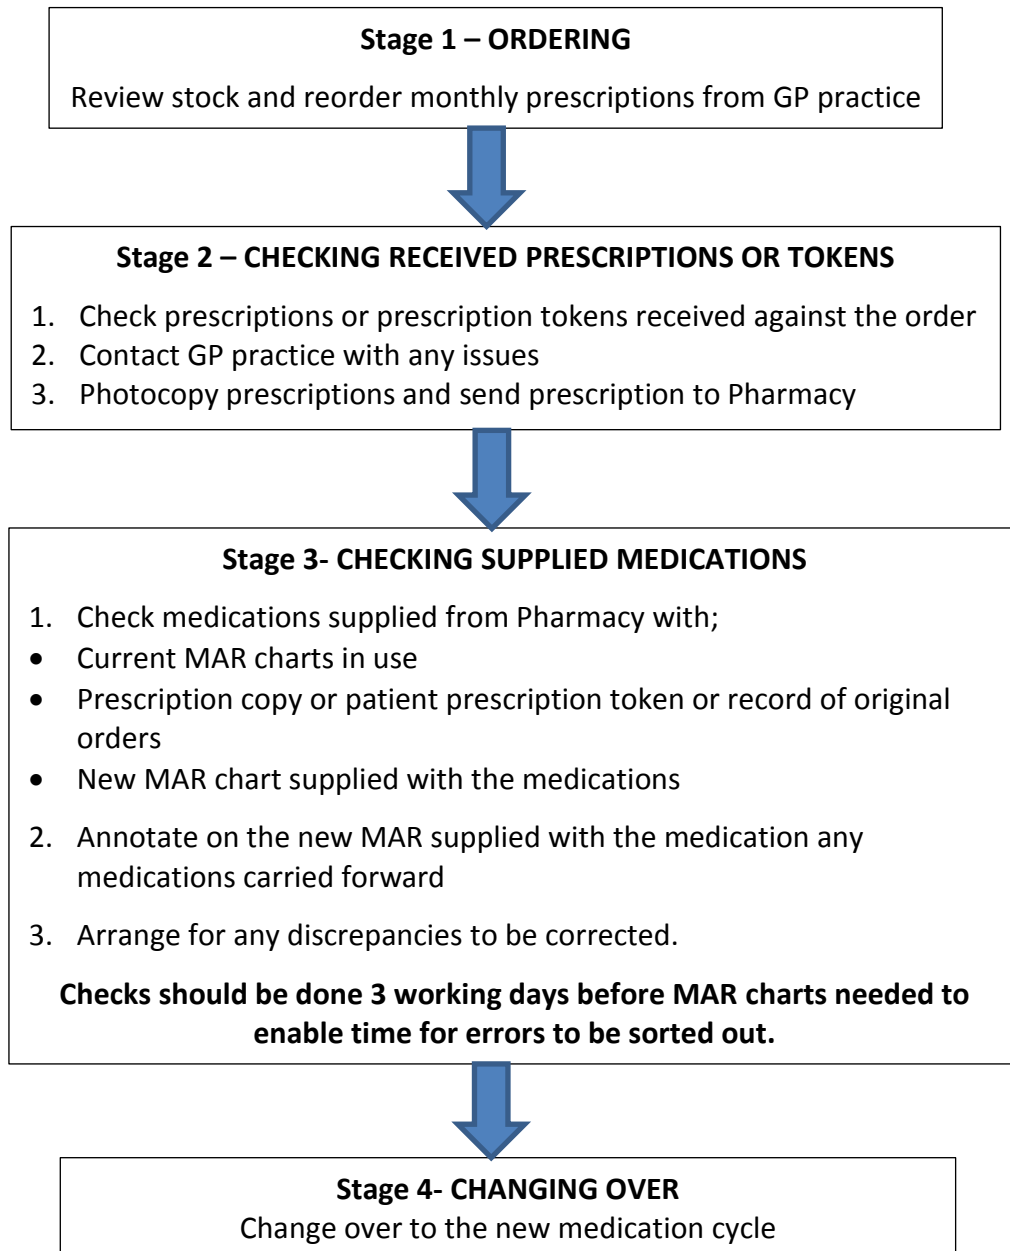 Stage 1 – ORDERING
Review stock and reorder monthly prescriptions from GP practice
Stage 2 – CHECKING RECEIVED PRESCRIPTIONS OR TOKENS
1. Check prescriptions or prescription tokens received against the order
2. Contact GP practice with any issues
3. Photocopy prescriptions and send prescription to Pharmacy
Stage 3- CHECKING SUPPLIED MEDICATIONS
1. Check medications supplied from Pharmacy with;
• Current MAR charts in use
• Prescription copy or patient prescription token or record of original
orders
• New MAR chart supplied with the medications
2. Annotate on the new MAR supplied with the medication any
medications carried forward
3. Arrange for any discrepancies to be corrected.
Checks should be done 3 working days before MAR charts needed to
enable time for errors to be sorted out.
Stage 4- CHANGING OVER
Change over to the new medication cycle